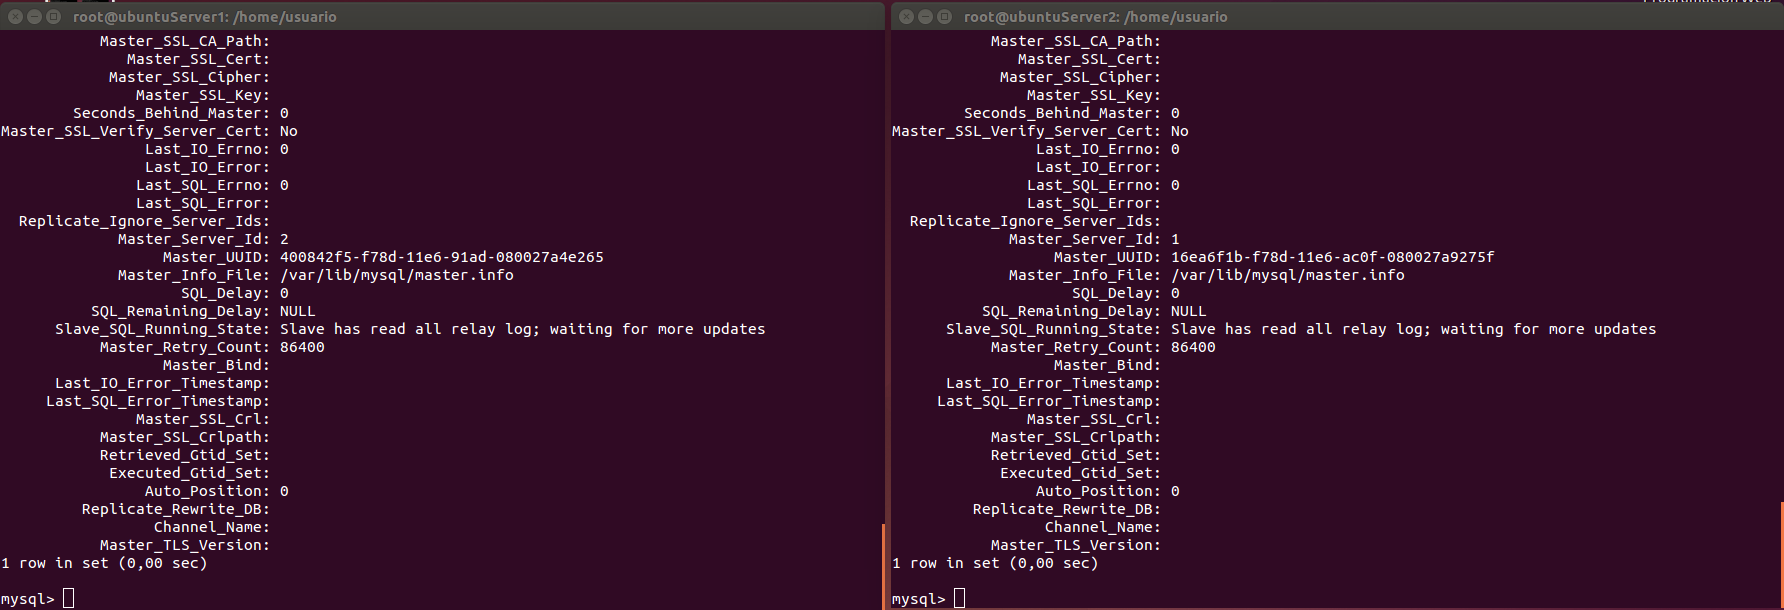 root@ubuntuServer1: /home/usuario
Master_SSL_CA_Path:
Master_SSL_Cert:
Master_SSL_Cipher:
Master_SSL_Key:
Seconds_Behind_Master: 0
Master_SSL_Verify_Server_Cert: No
Last_IO_Errno: 0
Last_IO_Error:
Last_SQL_Errno: 0
Last_SQL_Error:
Replicate_Ignore_Server_Ids:
Master_Server_Id: 2
Master_UUID: 400842f5-f78d-11e6-91ad-080027a4e265
Master_Info_File: /var/lib/mysql/master.info
SQL_Delay: 0
SQL_Remaining_Delay: NULL
Slave_SQL_Running_State: Slave has read all relay log; waiting for more updates
Master_Retry_Count: 86400
Master_Bind:
Last_IO_Error_Timestamp:
Last_SQL_Error_Timestamp:
Master_SSL_Crl:
Master_SSL_Crlpath:
Retrieved_Gtid_Set:
Executed_Gtid_Set:
Auto_Position: 0
Replicate_Rewrite_DB:
Channel_Name:
Master_TLS_Version:
1 row in set (0,00 sec)
mysql>
root@ubuntuServer2: /home/usuario
Master_SSL_CA_Path:
Master_SSL_Cert:
Master_SSL_Cipher:
Master_SSL_Key:
Seconds_Behind_Master: 0
Master_SSL_Verify_Server_Cert: No
Last_IO_Errno: 0
Last_IO_Error:
Last_SQL_Errno: 0
Last_SQL_Error:
Replicate_Ignore_Server_Ids:
Master_Server_Id: 1
Master_UUID: 16ea6f1b-f78d-11e6-ac0f-080027a9275f
Master_Info_File: /var/lib/mysql/master.info
SQL_Delay: 0
SQL_Remaining_Delay: NULL
Slave_SQL_Running_State: Slave has read all relay log; waiting for more updates
Master_Retry_Count: 86400
Master_Bind:
Last_IO_Error_Timestamp:
Last_SQL_Error_Timestamp:
Master_SSL_Crl:
Master_SSL_Crlpath:
Retrieved_Gtid_Set:
Executed_Gtid_Set:
Auto_Position: 0
Replicate_Rewrite_DB:
Channel_Name:
Master_TLS_Version:
1 row in set (0,00 sec)
mysql>